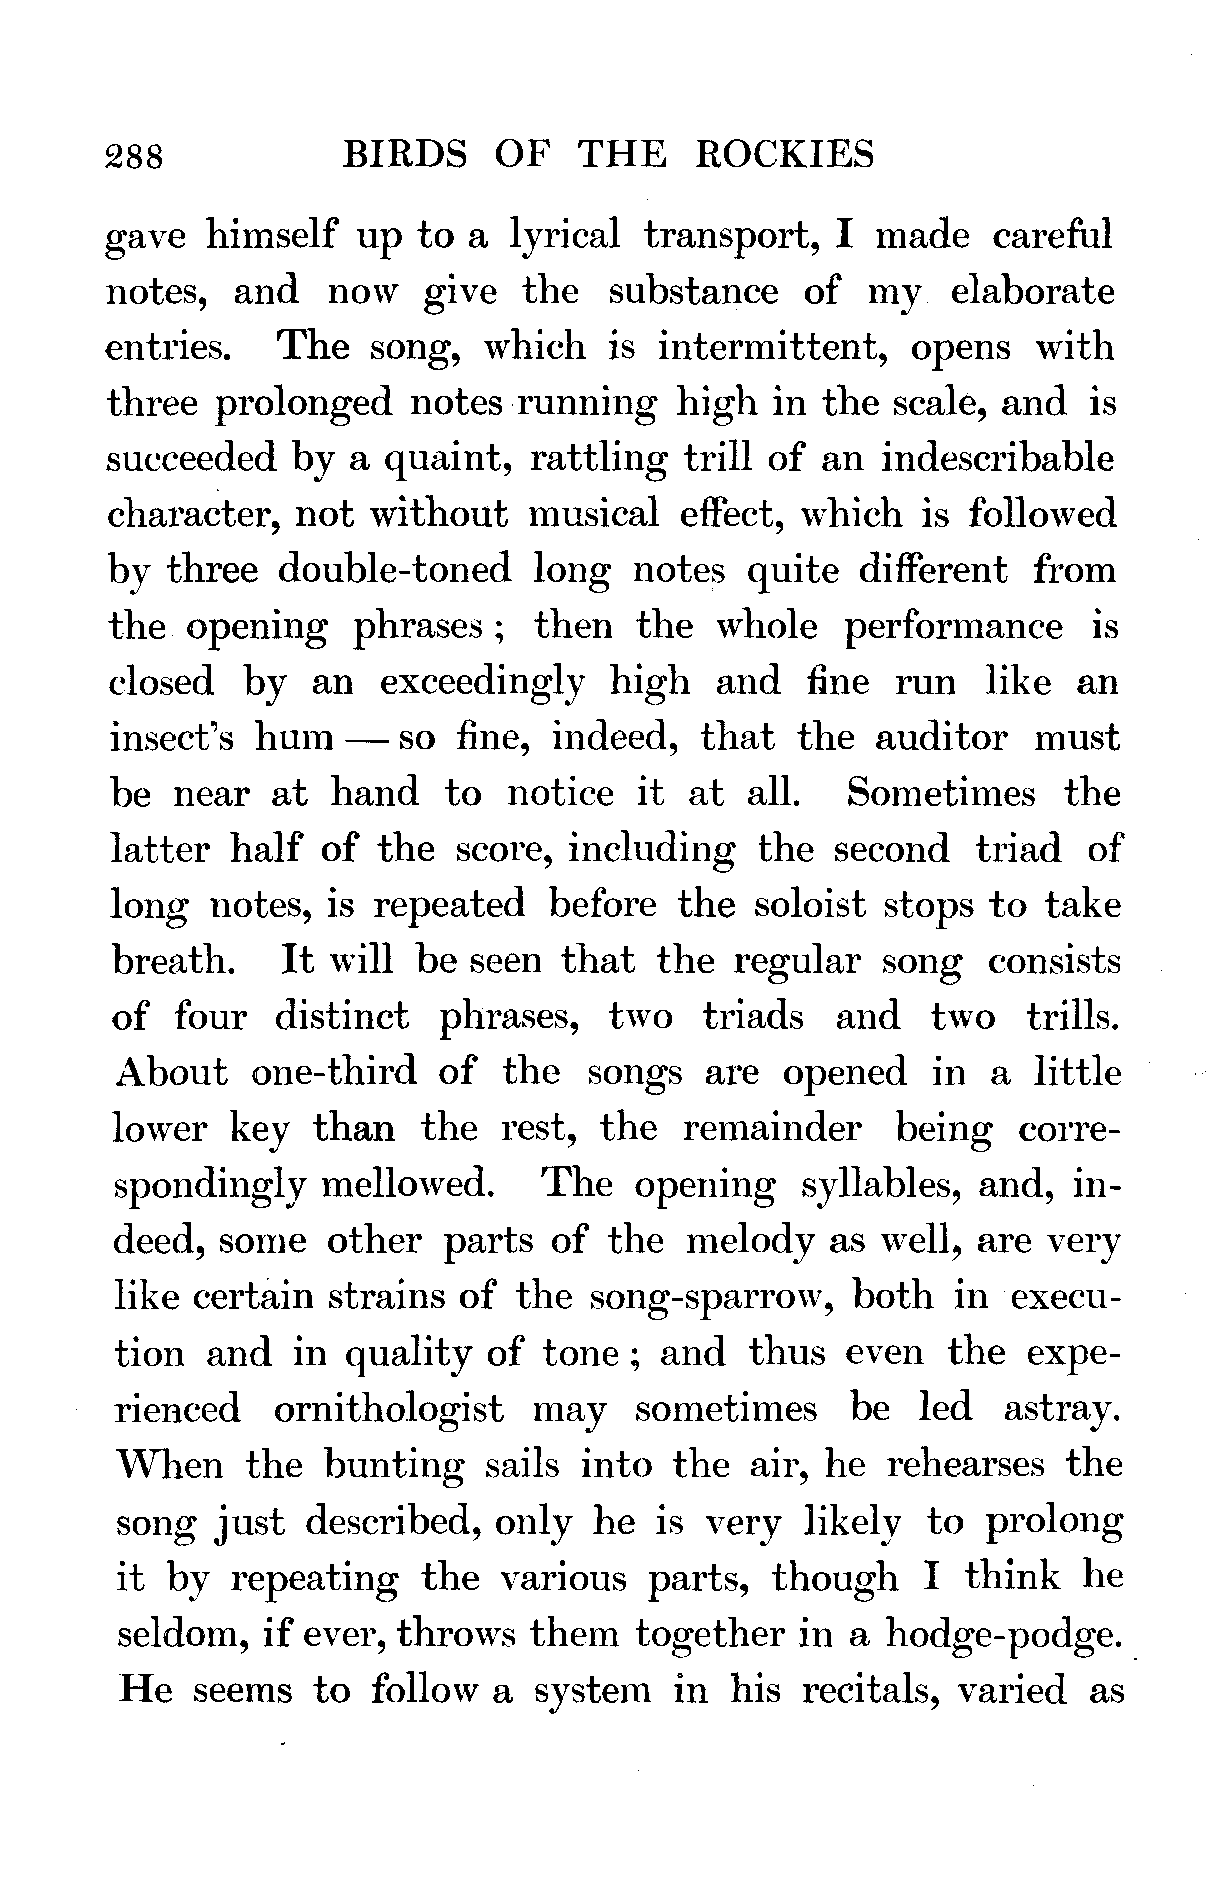 288 BIRDS OF THE ROCKIES
gave himself up to a lyrical transport, I made careful
notes, and now give the substance of my elaborate
entries. The song, which is intermittent, opens with
three prolonged notes running high in the scale, and is
succeeded by a quaint, rattling trill of an indescribable
character, not without musical effect, which is followed
by three double-toned long notes quite different from
the opening phrases ; then the whole performance is
closed by an exceedingly high and fine run like an
insect's hum — so fine, indeed, that the auditor must
be near at hand to notice it at all. Sometimes the
latter half of the score, including the second triad of
long notes, is repeated before the soloist stops to take
breath. It will be seen that the regular song consists
of four distinct phrases, two triads and two trills.
About one-third of the songs are opened in a little
lower key than the rest, the remainder being corre-
spondingly mellowed. The opening syllables, and, in-
deed, some other parts of the melody as well, are very
like certain strains of the song-sparrow, both in execu-
tion and in quality of tone ; and thus even the expe-
rienced ornithologist may sometimes be led astray.
When the bunting sails into the air, he rehearses the
song just described, only he is very likely to prolong
it by repeating the various parts, though I think he
seldom, if ever, throws them together in a hodge-podge.
He seems to follow a system in his recitals, varied as